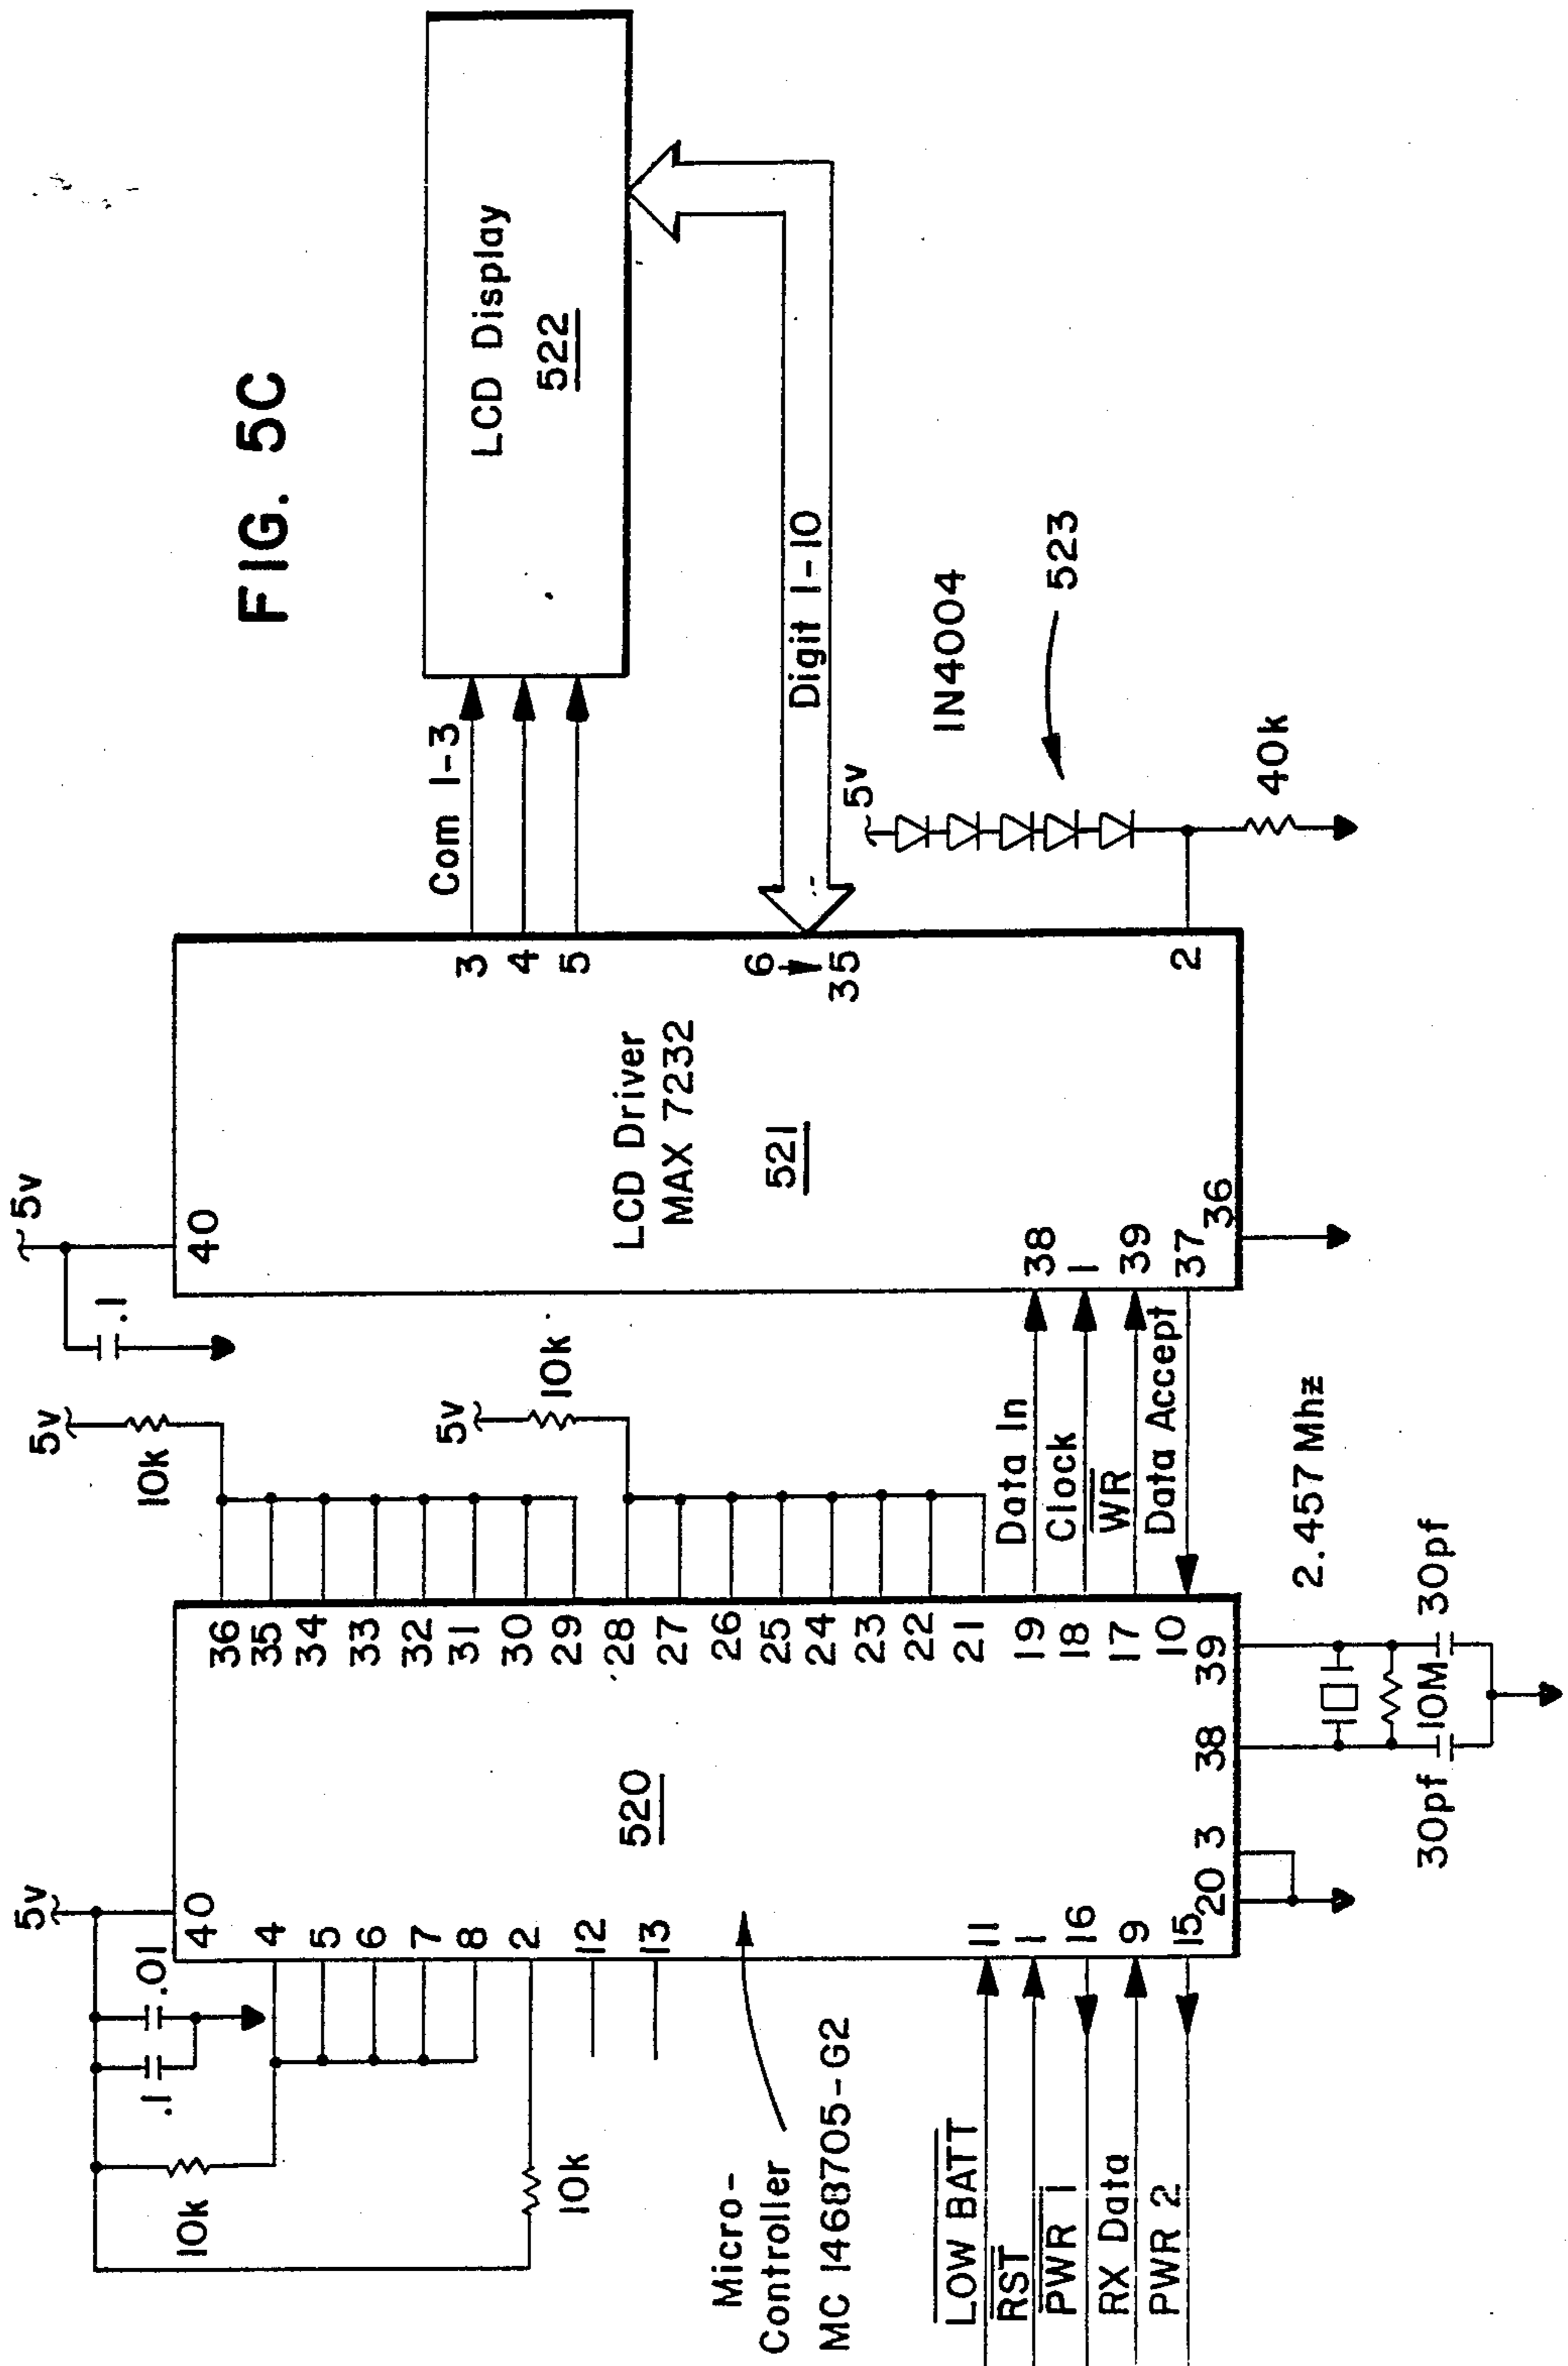 FIG. 5C
5v
.1
.01
10k
10k
40
4
5
6
7
8
2
12
13
11
1
16
9
15
20
3
38
39
36
35
34
33
32
31
30
29
28
27
26
25
24
23
22
21
19
18
17
10
520
Micro-
Controller
MC 1468705-G2
LOW BATT
RST
PWR 1
RX Data
PWR 2
5v
10k
5v
10k
Data In
Clock
WR
Data Accept
2.457 Mhz
10M
30pf
30pf
5v
.1
40
LCD Driver
MAX 7232
521
38
1
39
37
36
3
4
5
6
35
2
Com 1-3
LCD Display
522
Digit 1-10
5v
1N4004
523
40k